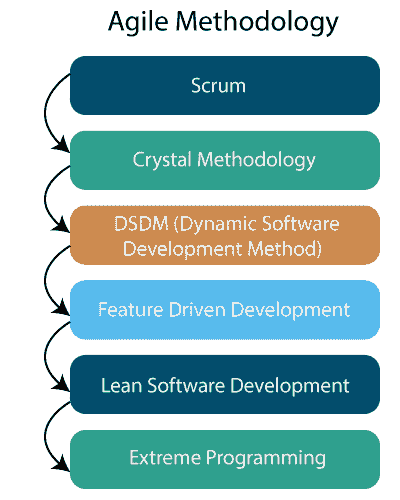 Agile Methodology
Scrum
Crystal Methodology
DSDM (Dynamic Software
Development Method)
Feature Driven Development
Lean Software Development
Extreme Programming